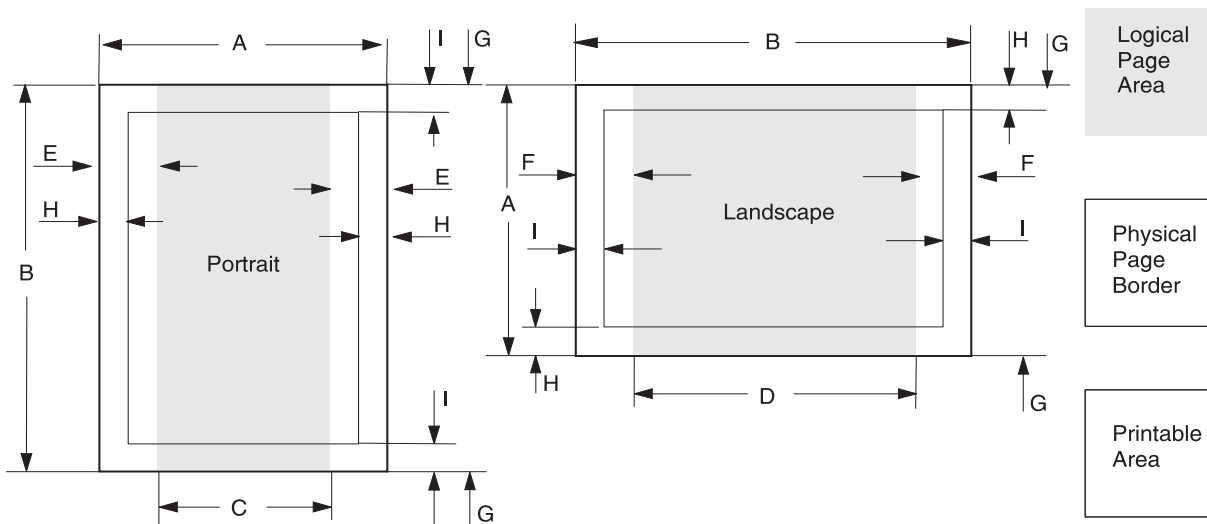 A
I
G
E
E
H
H
B
Portrait
I
C
G
B
H
G
F
F
A
Landscape
I
I
H
D
G
Logical
Page
Area
Physical
Page
Border
Printable
Area